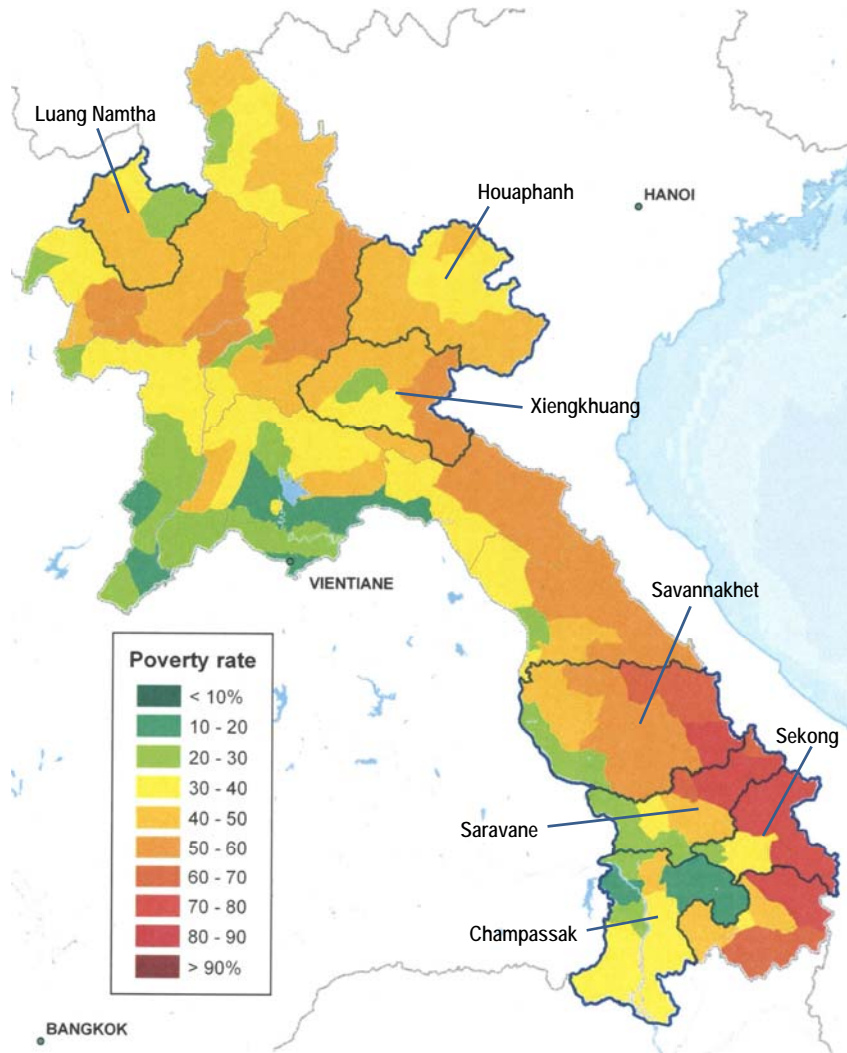 Luang Namtha
Houaphanh
HANOI
Xiengkhuang
VIENTIANE
Savannakhet
Poverty rate
< 10%
10 - 20
20 - 30
30 - 40
40 - 50
50 - 60
60 - 70
70 - 80
80 - 90
> 90%
Sekong
Saravane
Champassak
BANGKOK